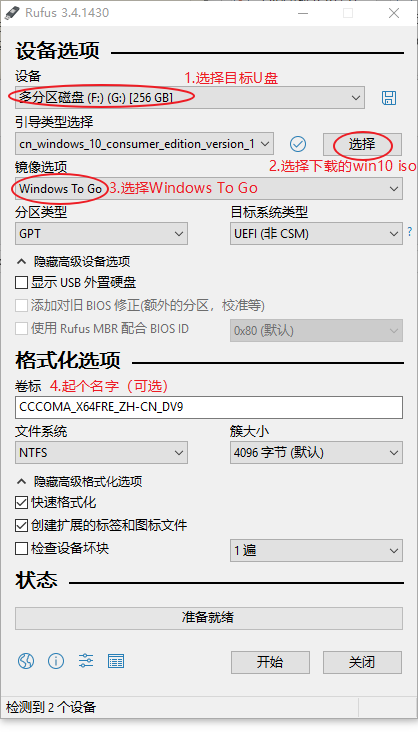 Rufus 3.4.1430
设备选项
设备
1.选择目标U盘
多分区磁盘 (F:) (G:) [256 GB]
引导类型选择
cn_windows_10_consumer_edition_version_1
选择
2.选择下载的win10 iso
镜像选项
Windows To Go
3.选择Windows To Go
分区类型
目标系统类型
GPT
UEFI (非 CSM)
?
隐藏高级设备选项
显示 USB 外置硬盘
添加对旧 BIOS 修正(额外的分区，校准等)
使用 Rufus MBR 配合 BIOS ID
0x80 (默认)
格式化选项
卷标
4.起个名字（可选）
CCCOMA_X64FRE_ZH-CN_DV9
文件系统
簇大小
NTFS
4096 字节 (默认)
隐藏高级格式化选项
快速格式化
创建扩展的标签和图标文件
检查设备坏块
1 遍
状态
准备就绪
开始
关闭
检测到 2 个设备